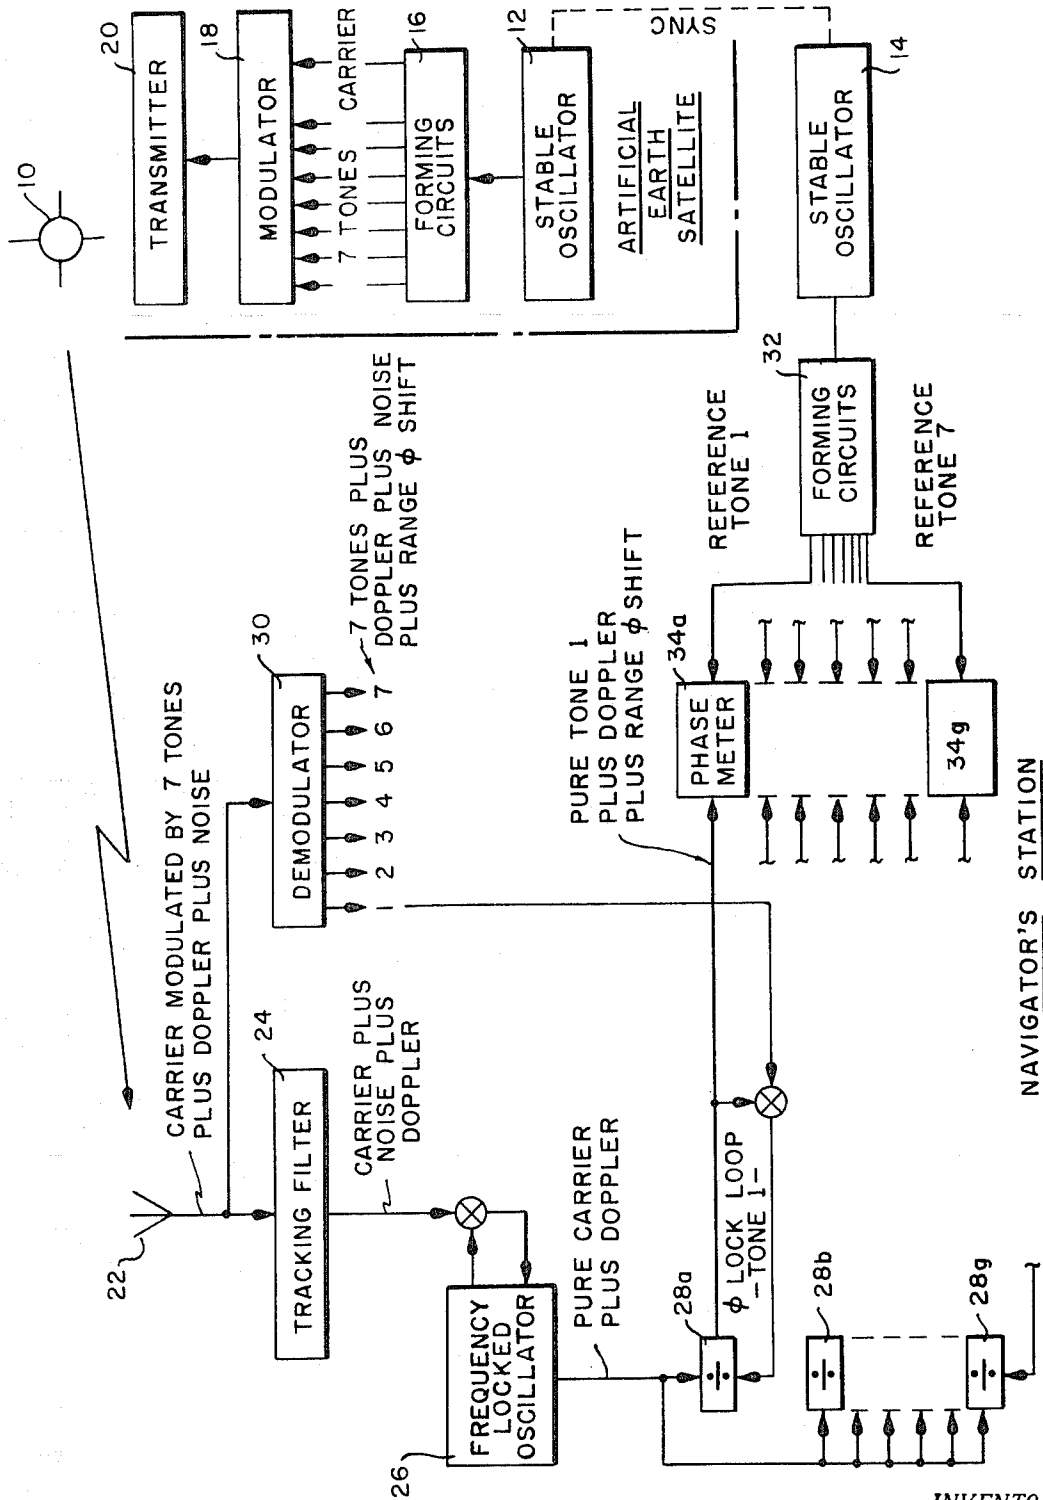 10
20
TRANSMITTER
18
MODULATOR
7 TONES
CARRIER
16
FORMING
CIRCUITS
12
STABLE
OSCILLATOR
ARTIFICIAL
EARTH
SATELLITE
SYNC
14
STABLE
OSCILLATOR
32
FORMING
CIRCUITS
REFERENCE
TONE 1
REFERENCE
TONE 7
22
CARRIER MODULATED BY 7 TONES
PLUS DOPPLER PLUS NOISE
24
TRACKING FILTER
CARRIER PLUS
NOISE PLUS
DOPPLER
30
DEMODULATOR
1 2 3 4 5 6 7
7 TONES PLUS
DOPPLER PLUS NOISE
PLUS RANGE ϕ SHIFT
26
FREQUENCY
LOCKED
OSCILLATOR
PURE CARRIER
PLUS DOPPLER
PURE TONE 1
PLUS DOPPLER
PLUS RANGE ϕ SHIFT
28a
÷
ϕ LOCK LOOP
-TONE 1-
34a
PHASE
METER
28b
÷
28g
÷
34g
NAVIGATOR'S STATION